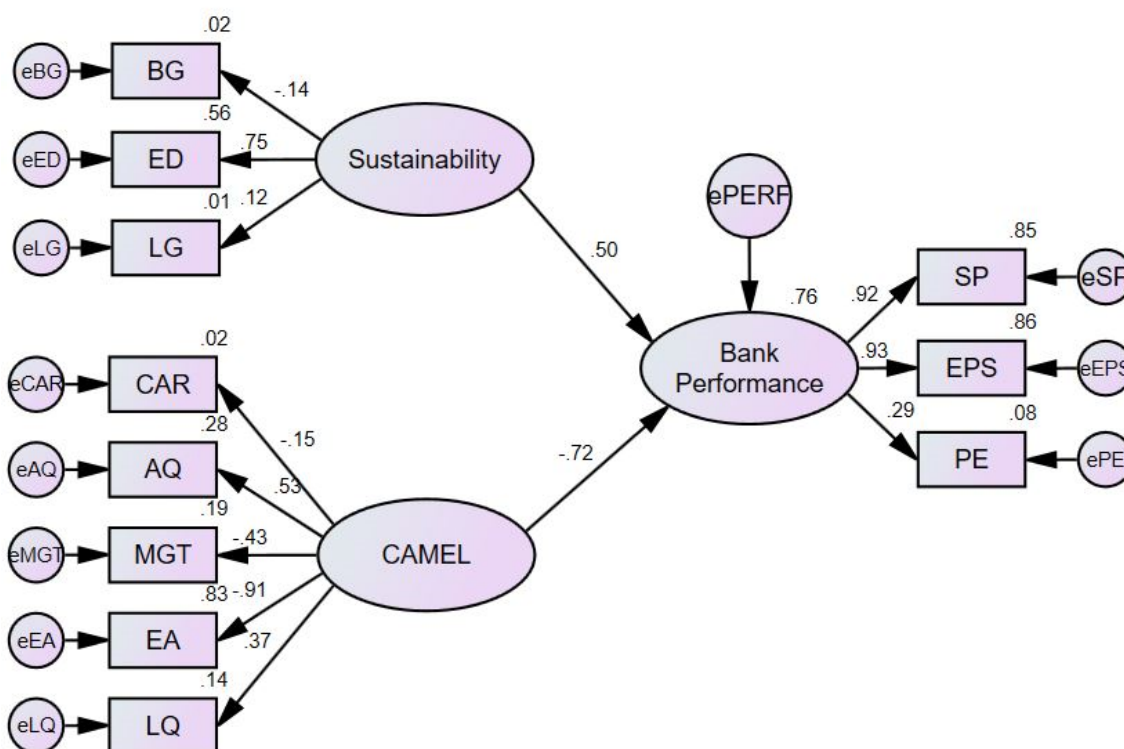 .02
eBG
BG
-.14
.56
eED
ED
.75
Sustainability
.01
.12
eLG
LG
ePERF
.50
.85
SP
eSP
.76
.92
.86
Bank
Performance
.93
EPS
eEPS
.29
.08
PE
ePE
.02
eCAR
CAR
.28
-.15
eAQ
AQ
.53
.19
-.72
eMGT
MGT
-.43
CAMEL
.83
-.91
eEA
EA
.37
.14
eLQ
LQ